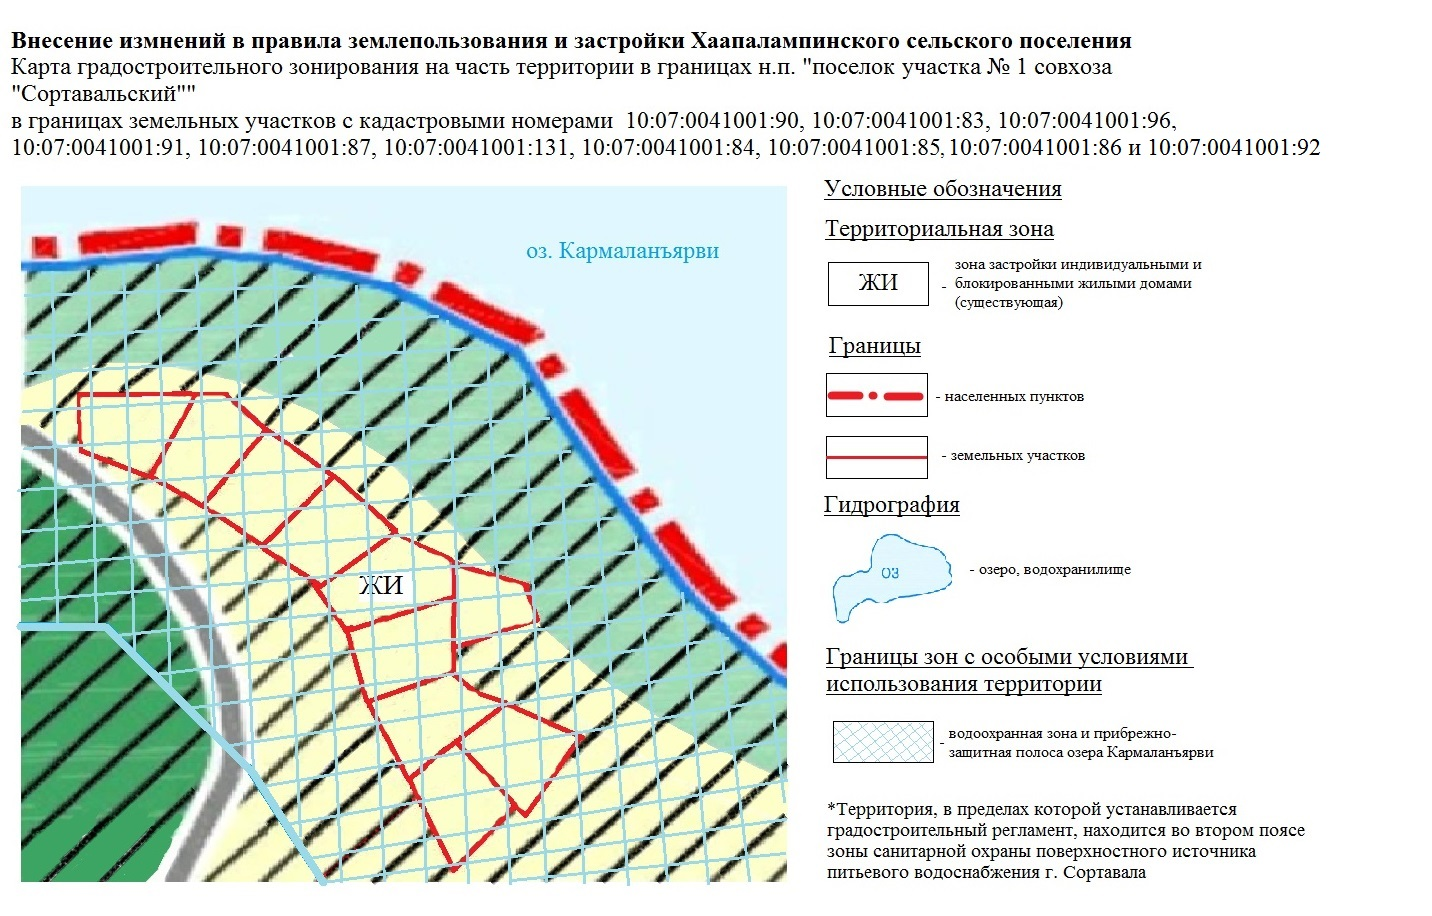 Внесение измнений в правила землепользования и застройки Хаапалампинского сельского поселения
Карта градостроительного зонирования на часть территории в границах н.п. "поселок участка № 1 совхоза
"Сортавальский""
в границах земельных участков с кадастровыми номерами 10:07:0041001:90, 10:07:0041001:83, 10:07:0041001:96,
10:07:0041001:91, 10:07:0041001:87, 10:07:0041001:131, 10:07:0041001:84, 10:07:0041001:85, 10:07:0041001:86 и 10:07:0041001:92
оз. Кармаланъярви
ЖИ
Условные обозначения
Территориальная зона
ЖИ
- зона застройки индивидуальными и
блокированными жилыми домами
(существующая)
Границы
- населенных пунктов
- земельных участков
Гидрография
ОЗ
- озеро, водохранилище
Границы зон с особыми условиями
использования территории
- водоохранная зона и прибрежно-
защитная полоса озера Кармаланъярви
*Территория, в пределах которой устанавливается
градостроительный регламент, находится во втором поясе
зоны санитарной охраны поверхностного источника
питьевого водоснабжения г. Сортавала